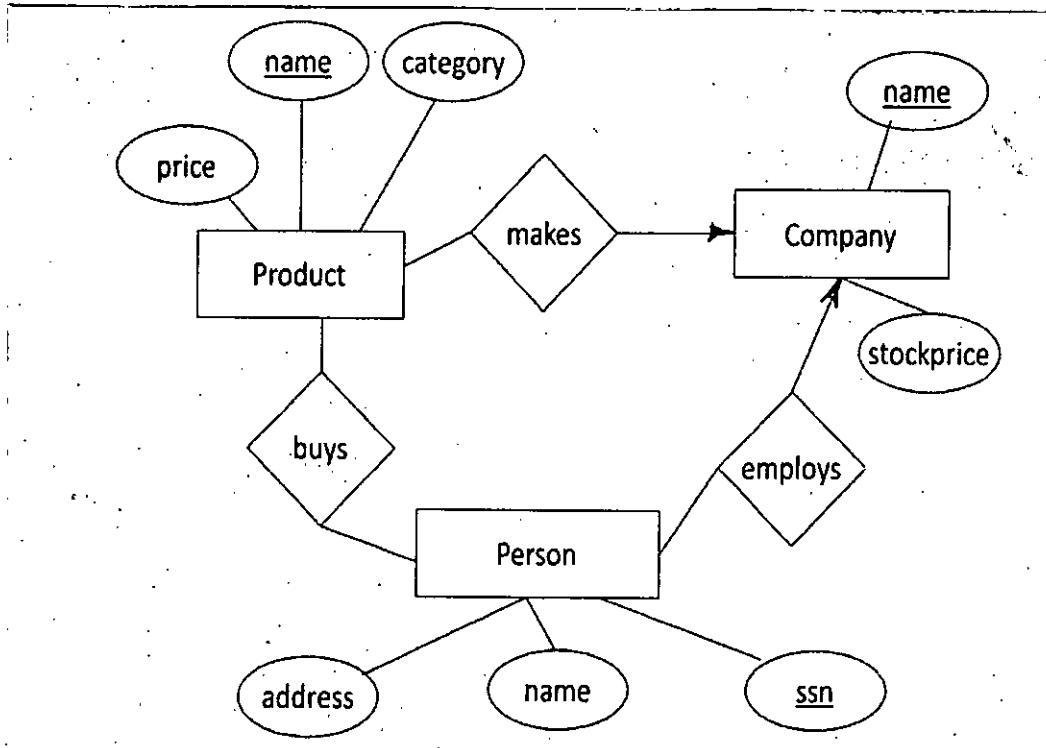 name
category
name
price
makes
Company
Product
stockprice
buys
employs
Person
address
name
ssn